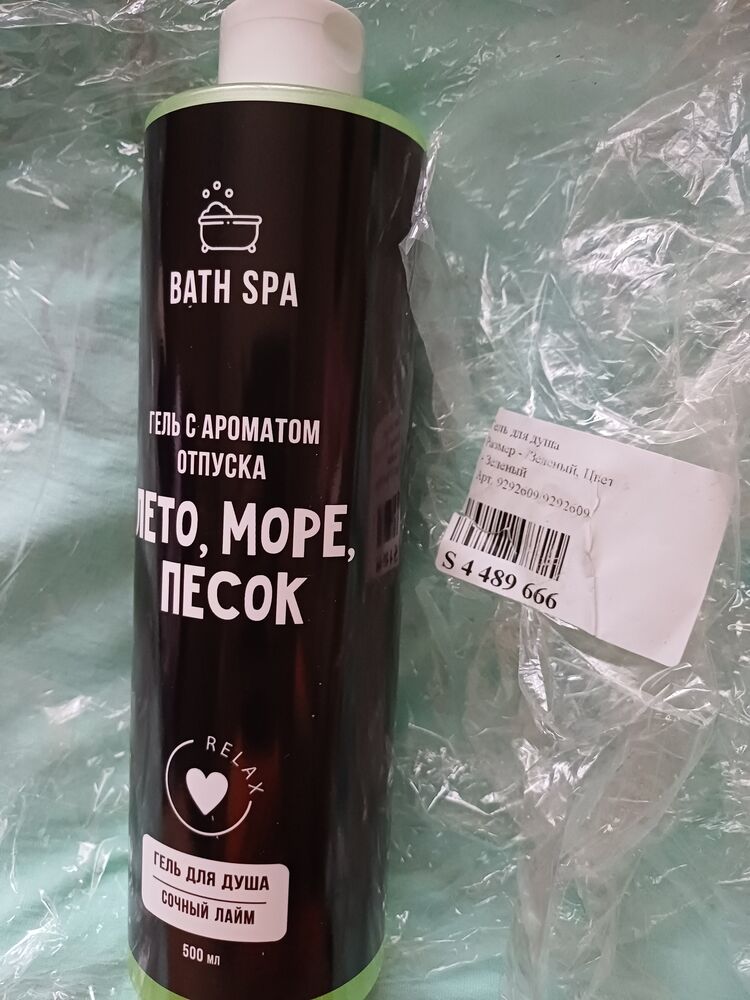 BATH SPA
ГЕЛЬ С АРОМАТОМ
ОТПУСКА
ЛЕТО, МОРЕ,
ПЕСОК
RELAX
ГЕЛЬ ДЛЯ ДУША
СОЧНЫЙ ЛАЙМ
500 мл
Гель для душа
Размер - /Зеленый, Цвет
- Зеленый
Арт. 9292609/9292609
S 4 489 666